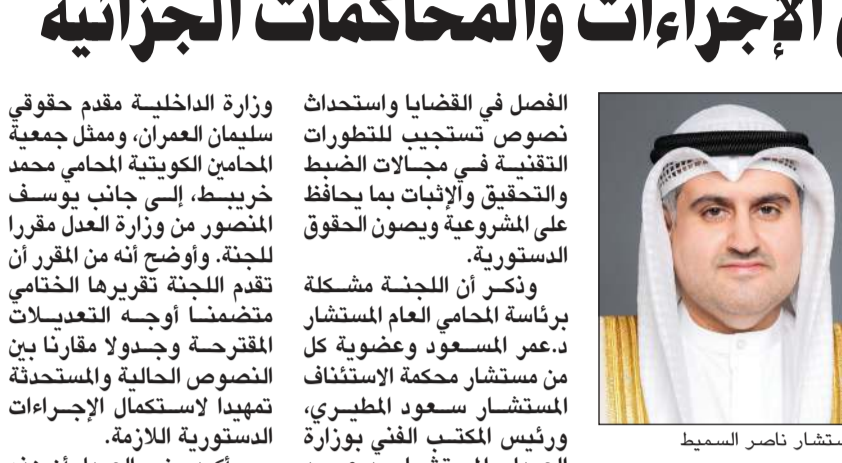 الإجراءات والمحاكمات الجزائية
الفصل في القضايا واستحداث
نصوص تستجيب للتطورات
التقنية في مجالات الضبط
والتحقيق والإثبات بما يحافظ
على المشروعية ويصون الحقوق
الدستورية.
وذكر أن اللجنة مشكلة
برئاسة المحامي العام المستشار
د.عمر المسعود وعضوية كل
من مستشار محكمة الاستئناف
المستشار سعود المطيري،
ورئيس المكتب الفني بوزارة
وزارة الداخلية مقدم حقوقي
سليمان العمران، وممثل جمعية
المحامين الكويتية المحامي محمد
خريبط، إلى جانب يوسف
المنصور من وزارة العدل مقررا
للجنة. وأوضح أنه من المقرر أن
تقدم اللجنة تقريرها الختامي
متضمنا أوجه التعديلات
المقترحة وجدولا مقارنا بين
النصوص الحالية والمستحدثة
تمهيدا لاستكمال الإجراءات
الدستورية اللازمة.
ناصر السميط